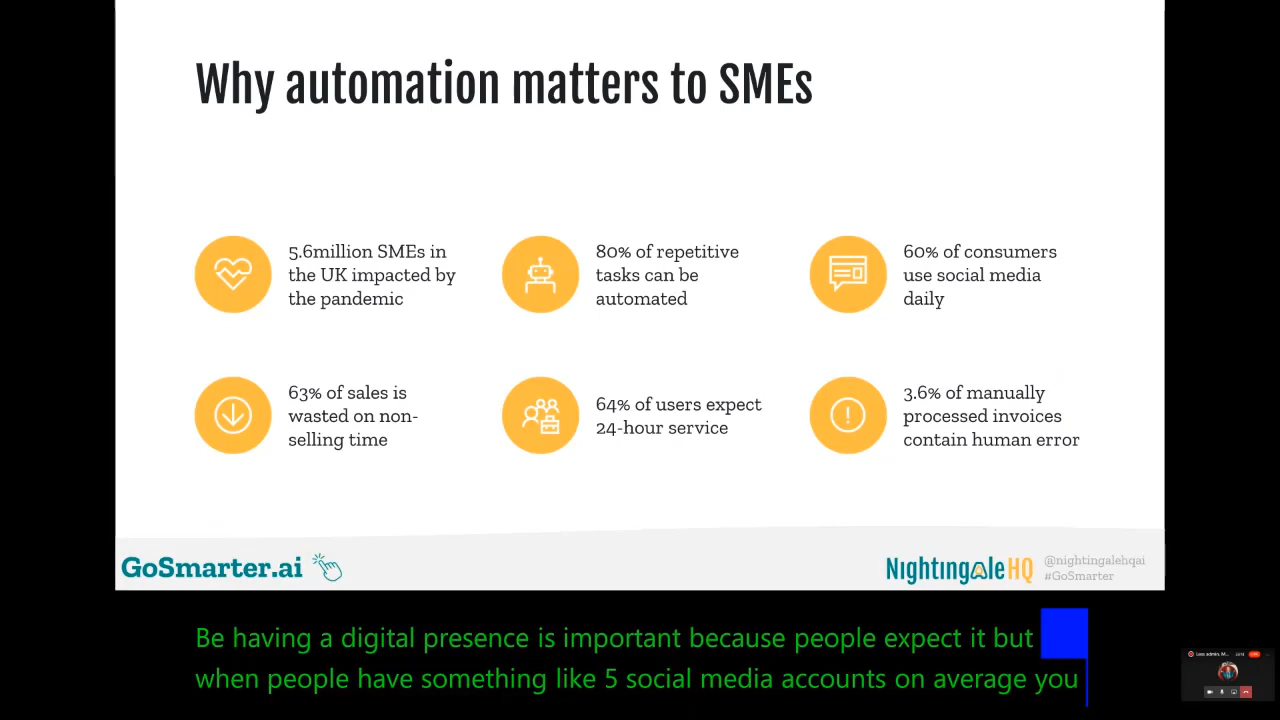 Why automation matters to SMEs
5.6million SMEs in
the UK impacted by
the pandemic
80% of repetitive
tasks can be
automated
60% of consumers
use social media
daily
63% of sales is
wasted on non-
selling time
64% of users expect
24-hour service
3.6% of manually
processed invoices
contain human error
GoSmarter.ai
NightingaleHQ
@nightingalehqai
#GoSmarter
Be having a digital presence is important because people expect it but
when people have something like 5 social media accounts on average you